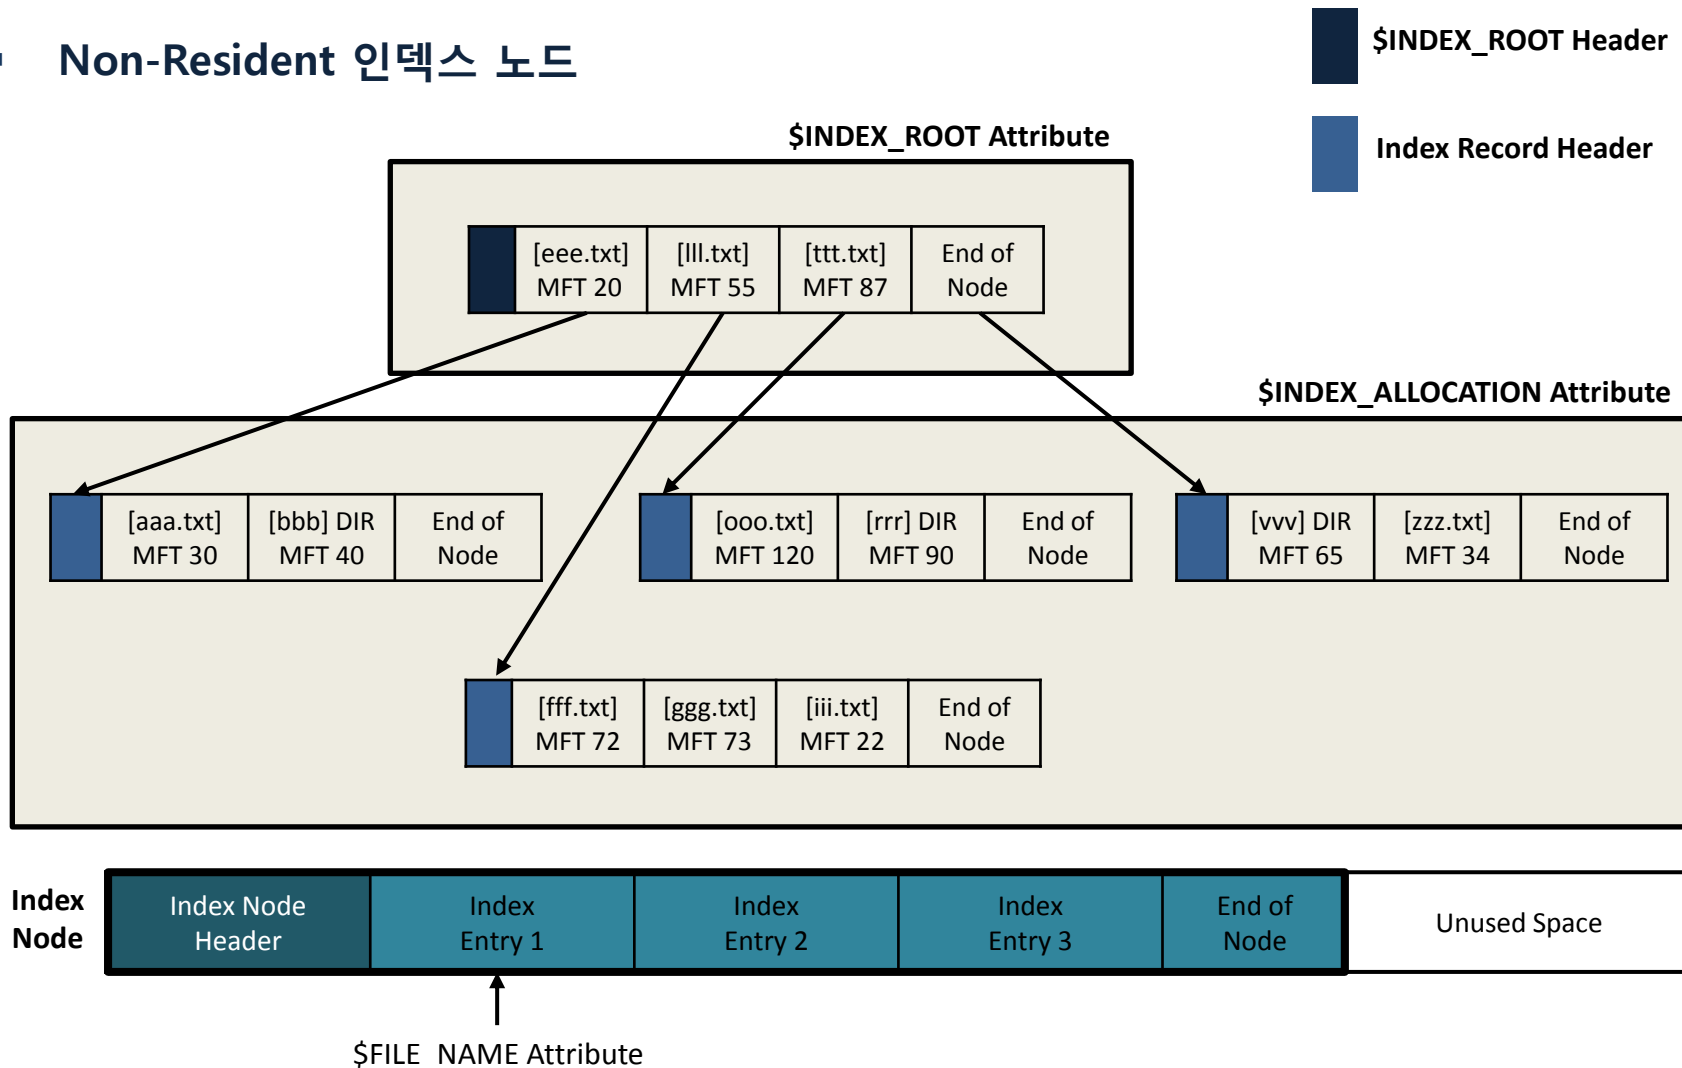 Non-Resident 인덱스 노드
$INDEX_ROOT Header
Index Record Header
$INDEX_ROOT Attribute
[eee.txt] [lll.txt] [ttt.txt] End of
MFT 20 MFT 55 MFT 87 Node
$INDEX_ALLOCATION Attribute
[aaa.txt] [bbb] DIR End of
MFT 30 MFT 40 Node
[ooo.txt] [rrr] DIR End of
MFT 120 MFT 90 Node
[vvv] DIR [zzz.txt] End of
MFT 65 MFT 34 Node
[fff.txt] [ggg.txt] [iii.txt] End of
MFT 72 MFT 73 MFT 22 Node
Index
Node
Index Node
Header
Index
Entry 1
Index
Entry 2
Index
Entry 3
End of
Node
Unused Space
$FILE_NAME Attribute